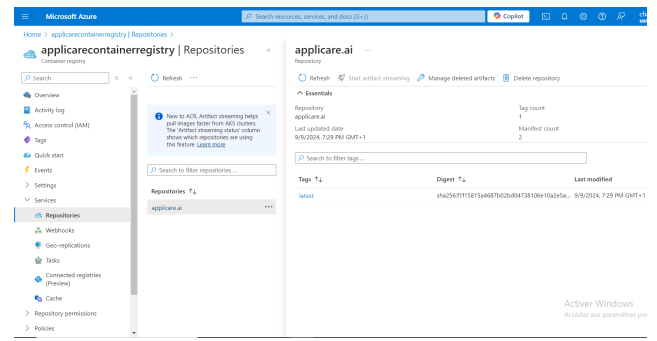 Microsoft Azure
Search resources, services, and docs (G+/)
Copilot
Home > applicarecontainerregistry | Repositories >
applicarecontainerregistry | Repositories
Container registry
Search
Overview
Activity log
Access control (IAM)
Tags
Quick start
Events
Settings
Services
Repositories
Webhooks
Geo-replications
Tasks
Connected registries
(Preview)
Cache
Repository permissions
Policies
Refresh
New to ACR, Artifact streaming helps
pull images faster from AKS clusters.
The 'Artifact streaming status' column
shows which repositories are using
this feature. Learn more
Search to filter repositories ...
Repositories ↑↓
applicare.ai
applicare.ai
Repository
Refresh
Start artifact streaming
Manage deleted artifacts
Delete repository
Essentials
Repository
applicare.ai
Last updated date
9/9/2024, 7:29 PM GMT+1
Tag count
1
Manifest count
2
Search to filter tags ...
Tags ↑↓ Digest ↑↓ Last modified
latest sha256:f1f15815a4687b02bd04738106e10a2e5a... 9/9/2024, 7:29 PM GMT+1
Activer Windows
Accédez aux paramètres po